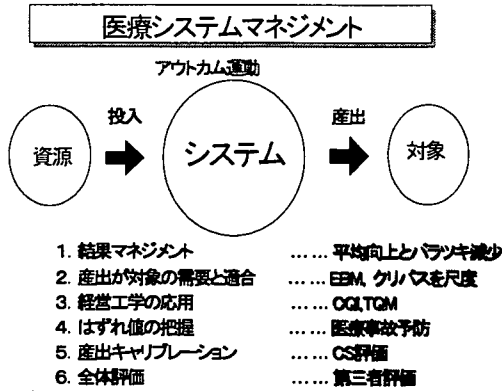 医療システムマネジメント
アウトカム運動
資源 投入 システム 産出 対象
1. 結果マネジメント …… 平均向上とバラツキ減少
2. 産出が対象の需要と適合 …… EBM, クリパスを尺度
3. 経営工学の応用 …… CQI,TQM
4. はずれ値の把握 …… 医療事故予防
5. 産出キャリブレーション …… CS評価
6. 全体評価 …… 第三者評価